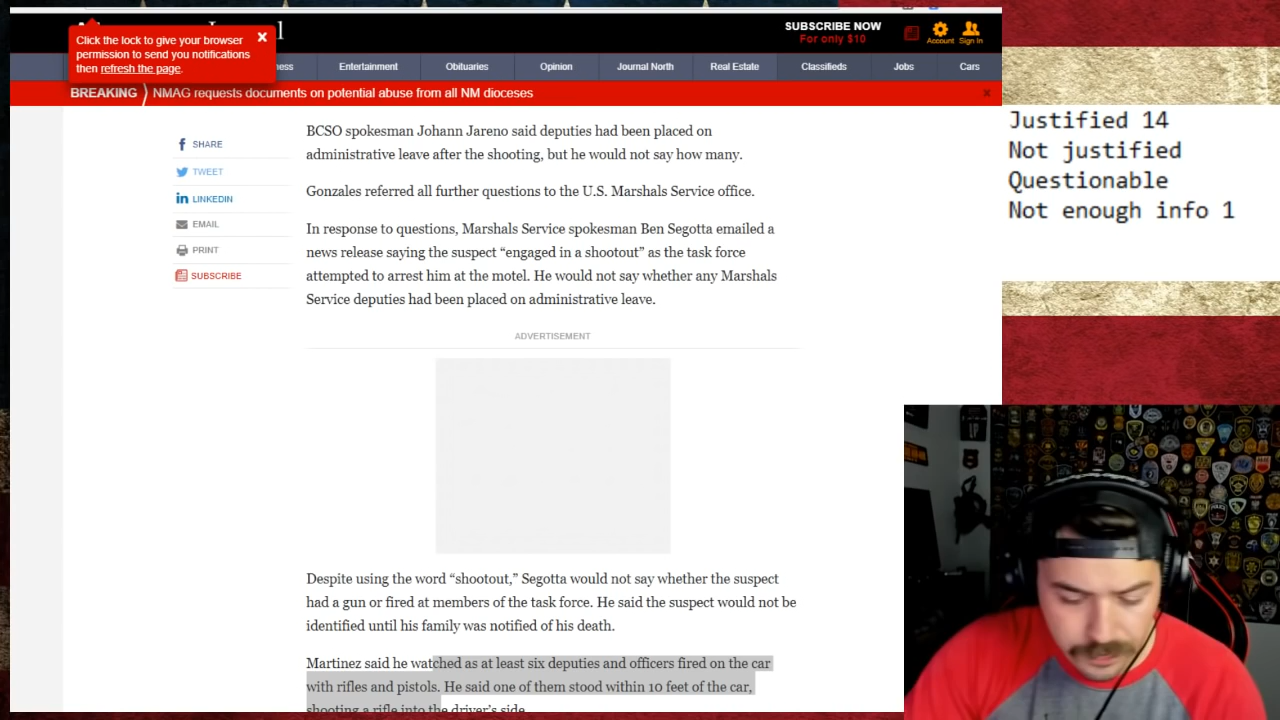 SUBSCRIBE NOW
For only $10
Account
Sign In
Click the lock to give your browser
permission to send you notifications
then refresh the page.
Entertainment
Obituaries
Opinion
Journal North
Real Estate
Classifieds
Jobs
Cars
BREAKING
NMAG requests documents on potential abuse from all NM dioceses
SHARE
TWEET
LINKEDIN
EMAIL
PRINT
SUBSCRIBE
BCSO spokesman Johann Jareno said deputies had been placed on
administrative leave after the shooting, but he would not say how many.
Gonzales referred all further questions to the U.S. Marshals Service office.
In response to questions, Marshals Service spokesman Ben Segotta emailed a
news release saying the suspect “engaged in a shootout” as the task force
attempted to arrest him at the motel. He would not say whether any Marshals
Service deputies had been placed on administrative leave.
ADVERTISEMENT
Despite using the word “shootout,” Segotta would not say whether the suspect
had a gun or fired at members of the task force. He said the suspect would not be
identified until his family was notified of his death.
Martinez said he watched as at least six deputies and officers fired on the car
with rifles and pistols. He said one of them stood within 10 feet of the car,
shooting a rifle into the driver’s side.
Justified 14
Not justified
Questionable
Not enough info 1